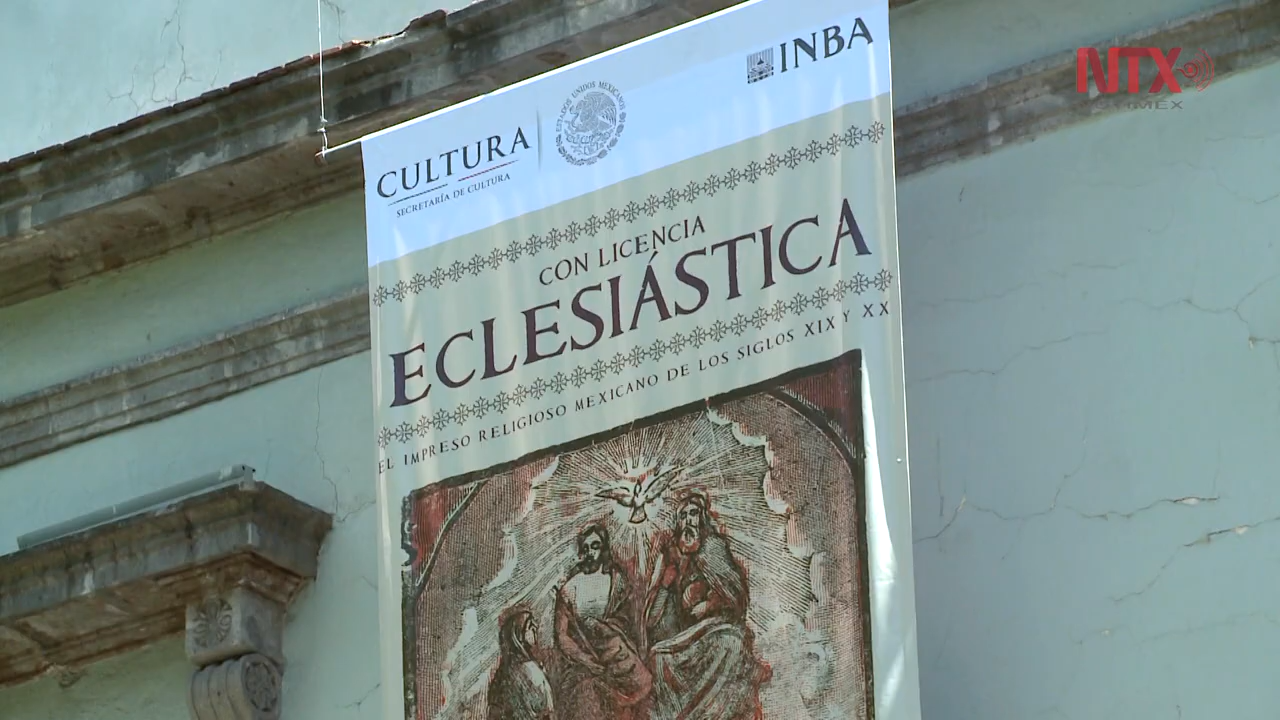 INBA
NTX
NOTIMEX
CULTURA
SECRETARÍA DE CULTURA
ESTADOS UNIDOS MEXICANOS
CON LICENCIA
ECLESIÁSTICA
EL IMPRESO RELIGIOSO MEXICANO DE LOS SIGLOS XIX Y XX